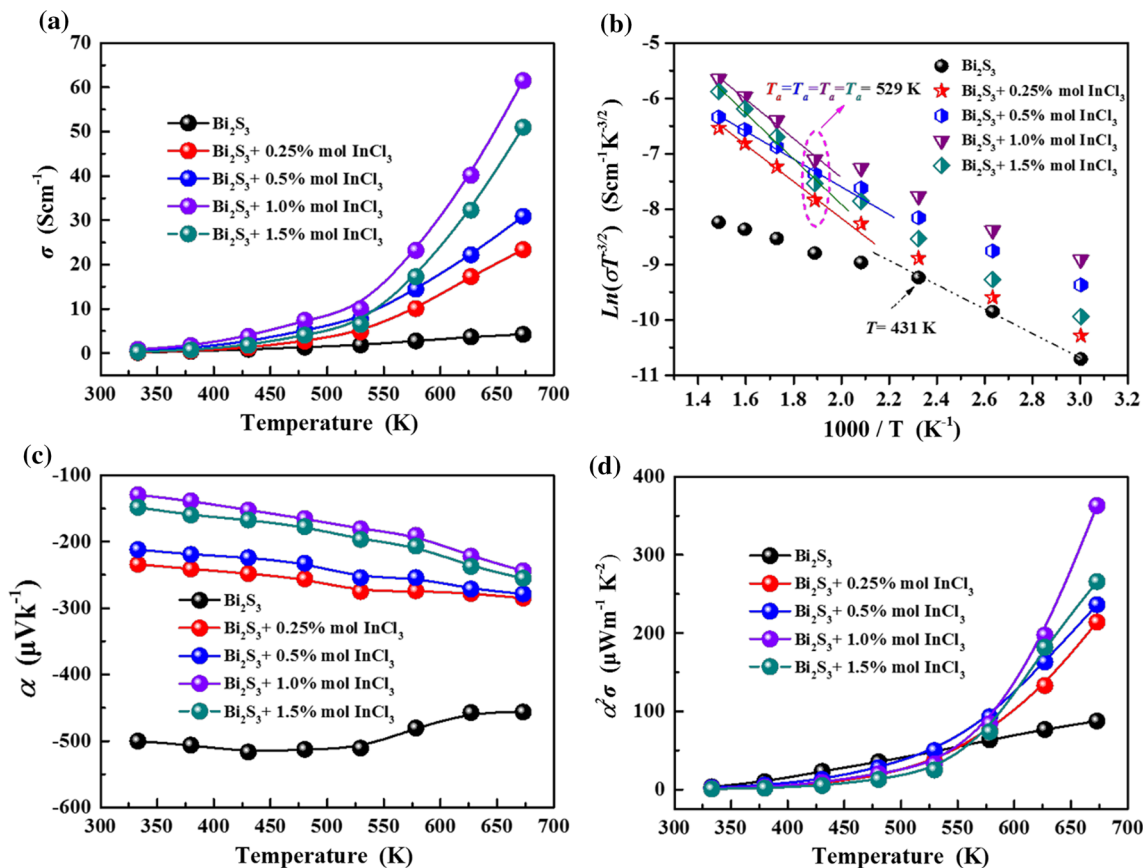 (a)
70
60
50
40
30
20
10
0
σ (Scm⁻¹)
Bi₂S₃
Bi₂S₃+ 0.25% mol InCl₃
Bi₂S₃+ 0.5% mol InCl₃
Bi₂S₃+ 1.0% mol InCl₃
Bi₂S₃+ 1.5% mol InCl₃
300 350 400 450 500 550 600 650 700
Temperature (K)
(b)
-5
-6
-7
-8
-9
-10
-11
Ln(σT³ᐟ²) (Scm⁻¹K⁻³ᐟ²)
Tₐ=Tₐ=Tₐ=Tₐ= 529 K
Bi₂S₃
Bi₂S₃+ 0.25% mol InCl₃
Bi₂S₃+ 0.5% mol InCl₃
Bi₂S₃+ 1.0% mol InCl₃
Bi₂S₃+ 1.5% mol InCl₃
T= 431 K
1.4 1.6 1.8 2.0 2.2 2.4 2.6 2.8 3.0 3.2
1000 / T (K⁻¹)
(c)
-100
-200
-300
-400
-500
-600
α (μVk⁻¹)
Bi₂S₃
Bi₂S₃+ 0.25% mol InCl₃
Bi₂S₃+ 0.5% mol InCl₃
Bi₂S₃+ 1.0% mol InCl₃
Bi₂S₃+ 1.5% mol InCl₃
300 350 400 450 500 550 600 650 700
Temperature (K)
(d)
400
300
200
100
0
α²σ (μWm⁻¹ K⁻²)
Bi₂S₃
Bi₂S₃+ 0.25% mol InCl₃
Bi₂S₃+ 0.5% mol InCl₃
Bi₂S₃+ 1.0% mol InCl₃
Bi₂S₃+ 1.5% mol InCl₃
300 350 400 450 500 550 600 650 700
Temperature (K)